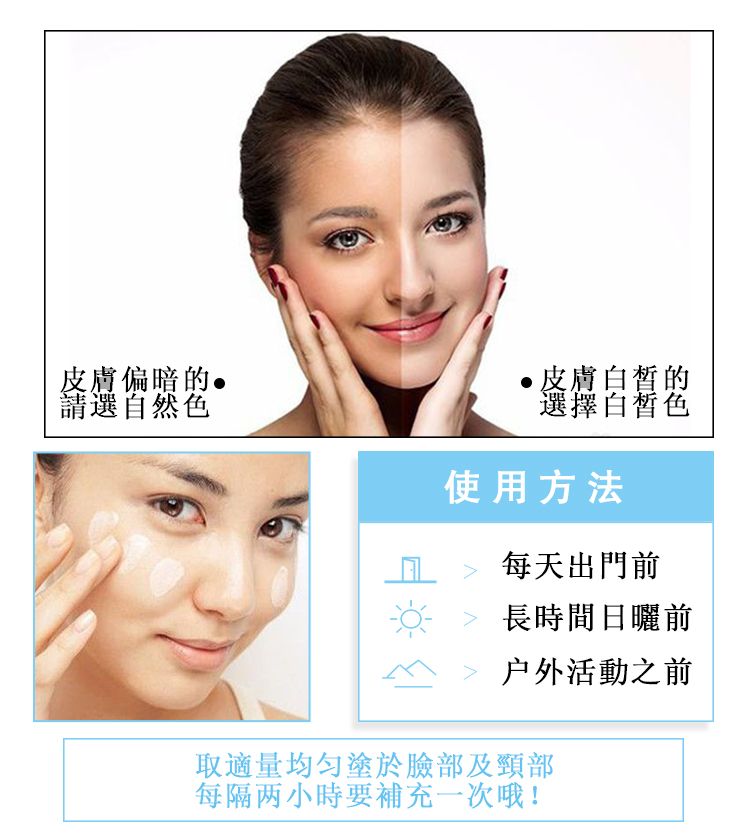 皮膚偏暗的
請選自然色
皮膚白皙的
選擇白皙色
使用方法
> 每天出門前
> 長時間日曬前
> 户外活動之前
取適量均匀塗於臉部及頸部
每隔两小時要補充一次哦！